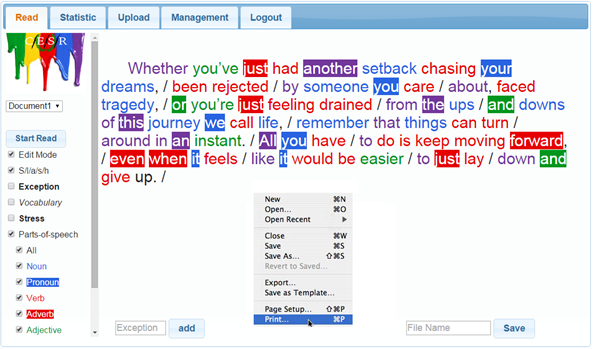 Read Statistic Upload Management Logout
C/E/S/R
Document1
Start Read
Edit Mode
S/l/a/s/h
Exception
Vocabulary
Stress
Parts-of-speech
All
Noun
Pronoun
Verb
Adverb
Adjective
Whether you've just had another setback chasing your
dreams, / been rejected / by someone you care / about, faced
tragedy, / or you're just feeling drained / from the ups / and downs
of this journey we call life, / remember that things can turn /
around in an instant. / All you have / to do is keep moving forward,
/ even when it feels / like it would be easier / to just lay / down and
give up. /
New ⌘N
Open... ⌘O
Open Recent
Close ⌘W
Save ⌘S
Save As... ⇧⌘S
Revert to Saved...
Export...
Save as Template...
Page Setup... ⇧⌘P
Print... ⌘P
Exception add File Name Save